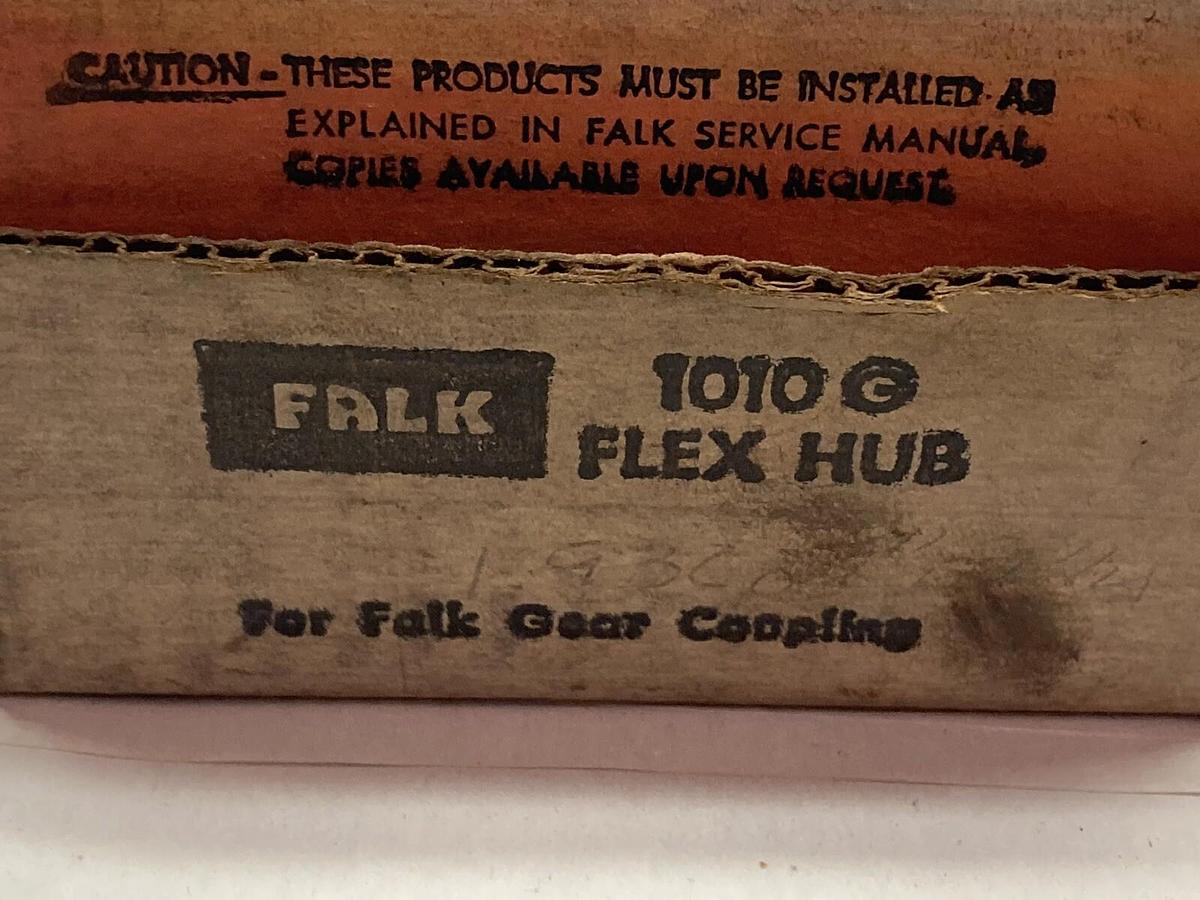 CAUTION - THESE PRODUCTS MUST BE INSTALLED AS
EXPLAINED IN FALK SERVICE MANUAL,
COPIES AVAILABLE UPON REQUEST.
FALK
1010 G
FLEX HUB
For Falk Gear Coupling